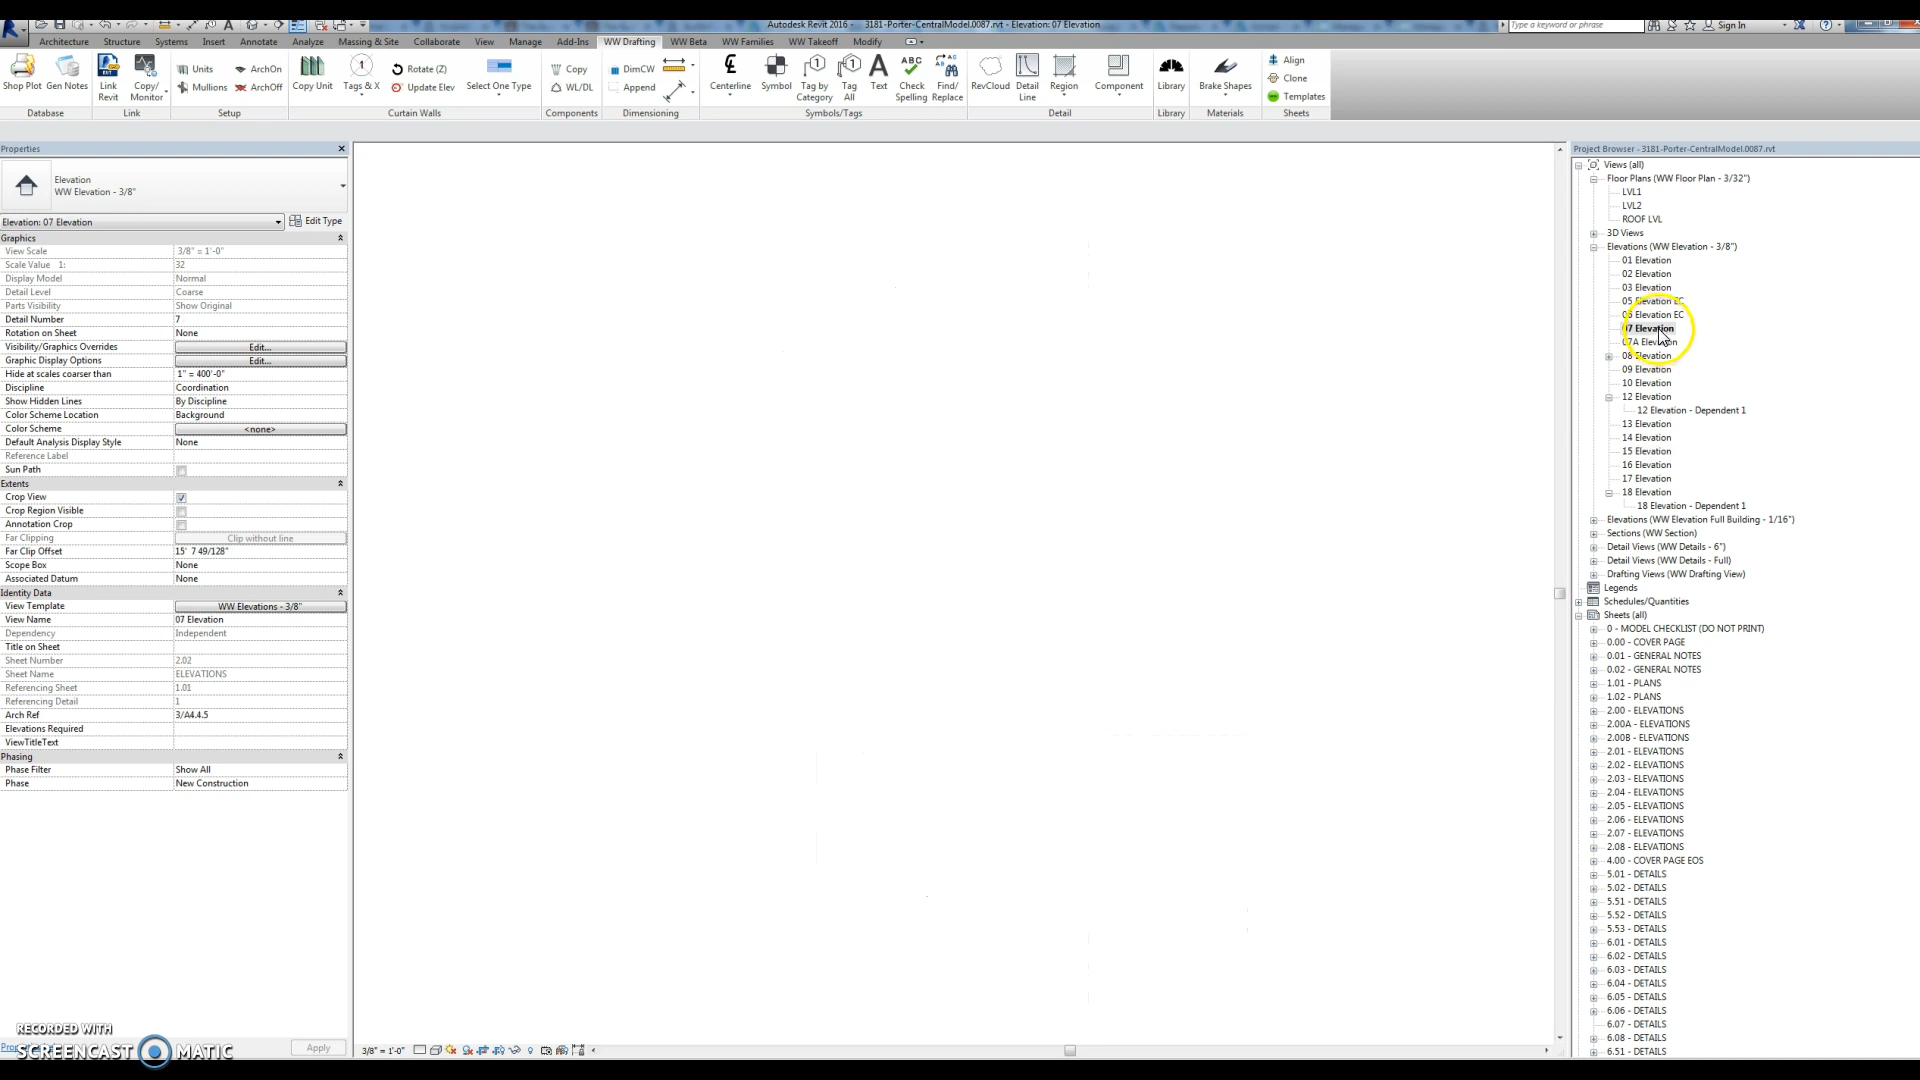 Autodesk Revit 2016 - 3181-Porter-CentralModel.0087.rvt - Elevation: 07 Elevation
Type a keyword or phrase
Sign In
Architecture Structure Systems Insert Annotate Analyze Massing & Site Collaborate View Manage Add-Ins WW Drafting WW Beta WW Families WW Takeoff Modify
Shop Plot Gen Notes
Database
Link Revit
Copy/ Monitor
Link
Units
Mullions
ArchOn
ArchOff
Setup
Copy Unit
Tags & X
Rotate (Z)
Update Elev
Select One Type
Curtain Walls
Copy
WL/DL
Components
DimCW
Append
Dimensioning
Centerline
Symbol
Tag by Category
Tag All
Text
Check Spelling
Find/ Replace
Symbols/Tags
RevCloud
Detail Line
Region
Component
Detail
Library
Library
Brake Shapes
Materials
Align
Clone
Templates
Sheets
Properties
Elevation
WW Elevation - 3/8"
Elevation: 07 Elevation
Edit Type
Graphics
View Scale 3/8" = 1'-0"
Scale Value 1: 32
Display Model Normal
Detail Level Coarse
Parts Visibility Show Original
Detail Number 7
Rotation on Sheet None
Visibility/Graphics Overrides Edit...
Graphic Display Options Edit...
Hide at scales coarser than 1" = 400'-0"
Discipline Coordination
Show Hidden Lines By Discipline
Color Scheme Location Background
Color Scheme <none>
Default Analysis Display Style None
Reference Label
Sun Path
Extents
Crop View
Crop Region Visible
Annotation Crop
Far Clipping Clip without line
Far Clip Offset 15' 7 49/128"
Scope Box None
Associated Datum None
Identity Data
View Template WW Elevations - 3/8"
View Name 07 Elevation
Dependency Independent
Title on Sheet
Sheet Number 2.02
Sheet Name ELEVATIONS
Referencing Sheet 1.01
Referencing Detail 1
Arch Ref 3/A4.4.5
Elevations Required
ViewTitleText
Phasing
Phase Filter Show All
Phase New Construction
Apply
RECORDED WITH
SCREENCAST MATIC
3/8" = 1'-0"
Project Browser - 3181-Porter-CentralModel.0087.rvt
Views (all)
Floor Plans (WW Floor Plan - 3/32")
LVL1
LVL2
ROOF LVL
3D Views
Elevations (WW Elevation - 3/8")
01 Elevation
02 Elevation
03 Elevation
05 Elevation EC
06 Elevation EC
07 Elevation
07A Elevation
08 Elevation
09 Elevation
10 Elevation
12 Elevation
12 Elevation - Dependent 1
13 Elevation
14 Elevation
15 Elevation
16 Elevation
17 Elevation
18 Elevation
18 Elevation - Dependent 1
Elevations (WW Elevation Full Building - 1/16")
Sections (WW Section)
Detail Views (WW Details - 6")
Detail Views (WW Details - Full)
Drafting Views (WW Drafting View)
Legends
Schedules/Quantities
Sheets (all)
0 - MODEL CHECKLIST (DO NOT PRINT)
0.00 - COVER PAGE
0.01 - GENERAL NOTES
0.02 - GENERAL NOTES
1.01 - PLANS
1.02 - PLANS
2.00 - ELEVATIONS
2.00A - ELEVATIONS
2.00B - ELEVATIONS
2.01 - ELEVATIONS
2.02 - ELEVATIONS
2.03 - ELEVATIONS
2.04 - ELEVATIONS
2.05 - ELEVATIONS
2.06 - ELEVATIONS
2.07 - ELEVATIONS
2.08 - ELEVATIONS
4.00 - COVER PAGE EOS
5.01 - DETAILS
5.02 - DETAILS
5.51 - DETAILS
5.52 - DETAILS
5.53 - DETAILS
6.01 - DETAILS
6.02 - DETAILS
6.03 - DETAILS
6.04 - DETAILS
6.05 - DETAILS
6.06 - DETAILS
6.07 - DETAILS
6.08 - DETAILS
6.51 - DETAILS